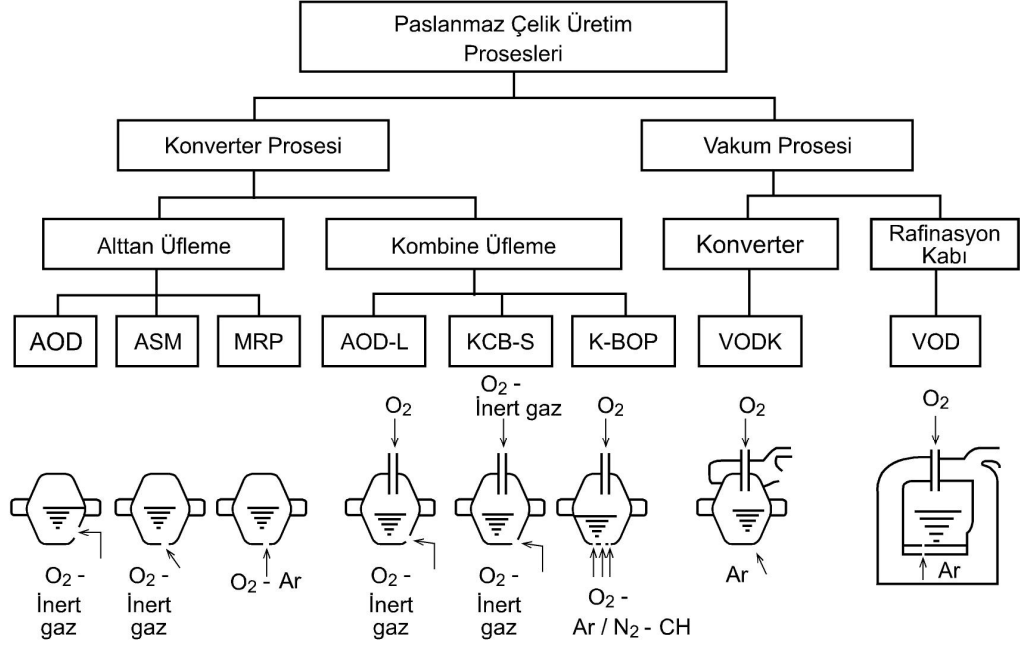 Paslanmaz Çelik Üretim
Prosesleri
Konverter Prosesi
Vakum Prosesi
Alttan Üfleme
Kombine Üfleme
Konverter
Rafinasyon
Kabı
AOD
ASM
MRP
AOD-L
KCB-S
K-BOP
VODK
VOD
O₂
O₂ -
İnert gaz
O₂
O₂
O₂
O₂ -
İnert
gaz
O₂ -
İnert
gaz
O₂ - Ar
O₂ -
İnert
gaz
O₂ -
İnert
gaz
O₂ -
Ar / N₂ - CH
Ar
Ar